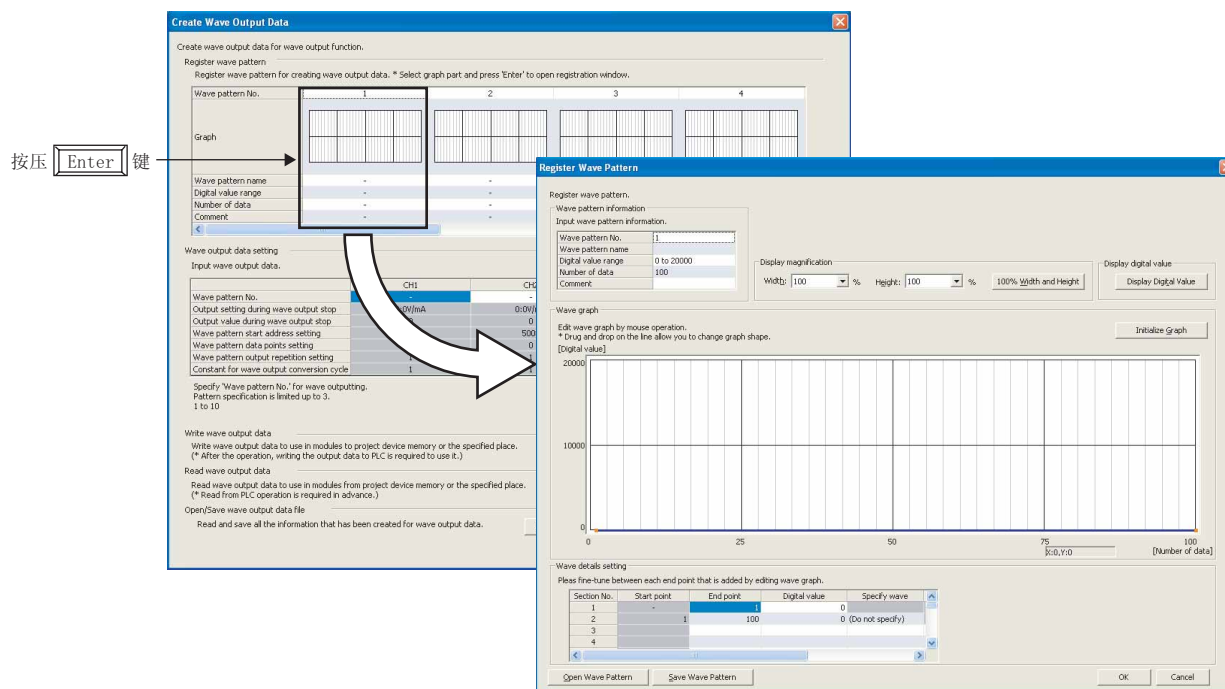 Create Wave Output Data
Create wave output data for wave output function.
Register wave pattern
Register wave pattern for creating wave output data. * Select graph part and press 'Enter' to open registration window.
Wave pattern No. 1 2 3 4
Graph
按压 Enter 键
Wave pattern name - -
Digital value range - -
Number of data - -
Comment - -
Wave output data setting
Input wave output data.
CH1
Wave pattern No. - -
Output setting during wave output stop
Output value during wave output stop 0
Wave pattern start address setting
Wave pattern data points setting 0
Wave pattern output repetition setting 1 1
Constant for wave output conversion cycle 1 1
Specify 'Wave pattern No.' for wave outputting.
Pattern specification is limited up to 3.
1 to 10
Write wave output data
Write wave output data to use in modules to project device memory or the specified place.
(* After the operation, writing the output data to PLC is required to use it.)
Read wave output data
Read wave output data to use in modules from project device memory or the specified place.
(* Read from PLC operation is required in advance.)
Open/Save wave output data file
Read and save all the information that has been created for wave output data.
Register Wave Pattern
Register wave pattern.
Wave pattern information
Input wave pattern information.
Wave pattern No. 1
Wave pattern name
Digital value range 0 to 20000
Number of data 100
Comment
Display magnification
Width: 100 % Height: 100 % 100% Width and Height
Display digital value
Display Digital Value
Wave graph
Edit wave graph by mouse operation.
* Drug and drop on the line allow you to change graph shape.
Initialize Graph
[Digital value]
20000
10000
0
0 25 50 75 100
X:0,Y:0 [Number of data]
Wave details setting
Pleas fine-tune between each end point that is added by editing wave graph.
Section No. Start point End point Digital value Specify wave
1 - 1 0
2 1 100 0 (Do not specify)
3
4
Open Wave Pattern Save Wave Pattern OK Cancel